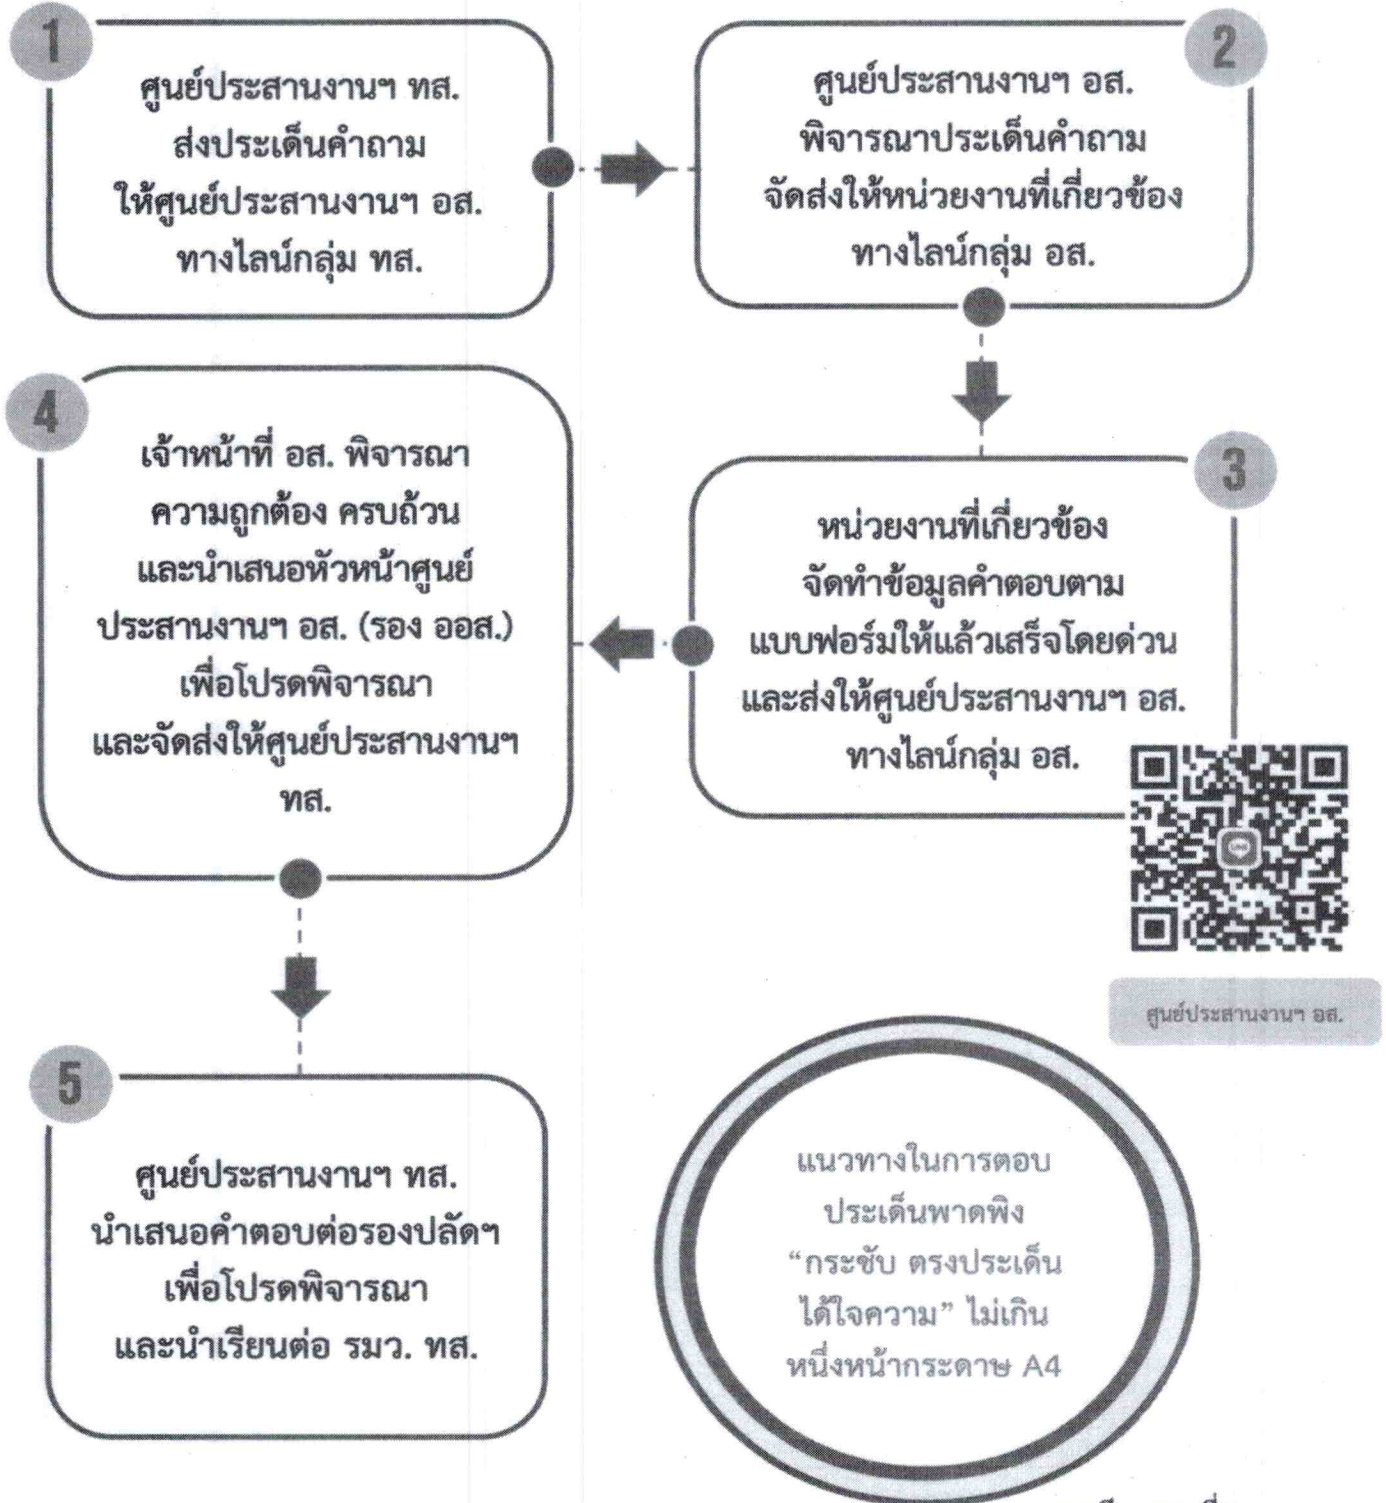 1
ศูนย์ประสานงานฯ ทส.
ส่งประเด็นคำถาม
ให้ศูนย์ประสานงานฯ อส.
ทางไลน์กลุ่ม ทส.
2
ศูนย์ประสานงานฯ อส.
พิจารณาประเด็นคำถาม
จัดส่งให้หน่วยงานที่เกี่ยวข้อง
ทางไลน์กลุ่ม อส.
3
หน่วยงานที่เกี่ยวข้อง
จัดทำข้อมูลคำตอบตาม
แบบฟอร์มให้แล้วเสร็จโดยด่วน
และส่งให้ศูนย์ประสานงานฯ อส.
ทางไลน์กลุ่ม อส.
ศูนย์ประสานงานฯ อส.
4
เจ้าหน้าที่ อส. พิจารณา
ความถูกต้อง ครบถ้วน
และนำเสนอหัวหน้าศูนย์
ประสานงานฯ อส. (รอง ออส.)
เพื่อโปรดพิจารณา
และจัดส่งให้ศูนย์ประสานงานฯ
ทส.
5
ศูนย์ประสานงานฯ ทส.
นำเสนอคำตอบต่อรองปลัดฯ
เพื่อโปรดพิจารณา
และนำเรียนต่อ รมว. ทส.
แนวทางในการตอบ
ประเด็นพาดพิง
“กระชับ ตรงประเด็น
ได้ใจความ” ไม่เกิน
หนึ่งหน้ากระดาษ A4